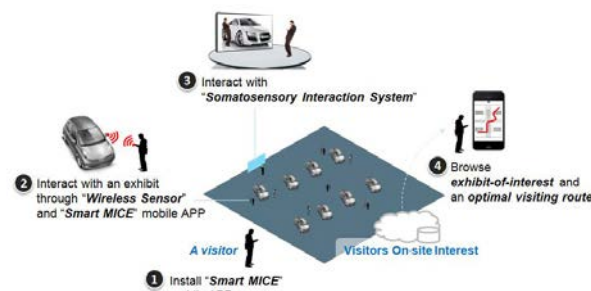 3 Interact with
"Somatosensory Interaction System"
2 Interact with an exhibit
through "Wireless Sensor"
and "Smart MICE" mobile APP
4 Browse
exhibit-of-interest and
an optimal visiting route
A visitor
Visitors On-site Interest
1 Install "Smart MICE"